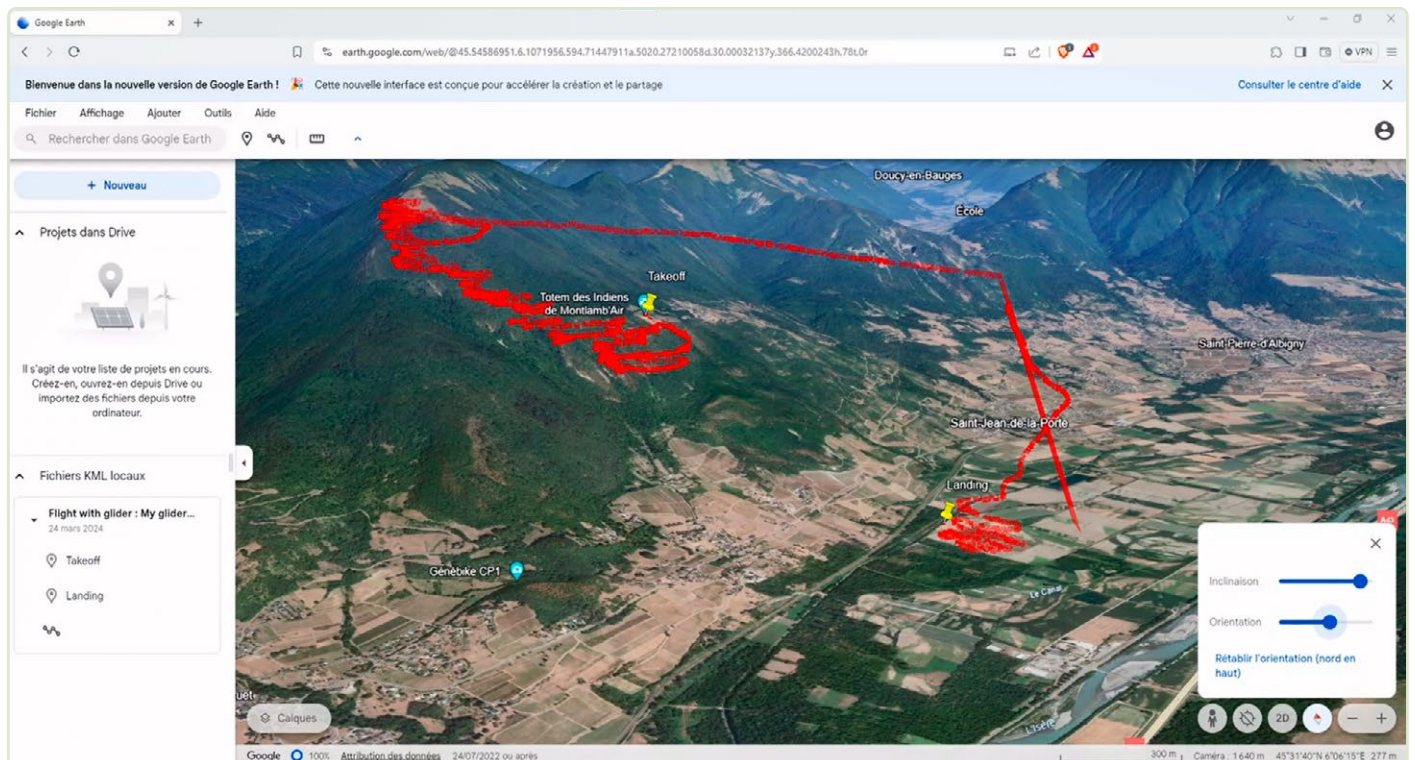 Google Earth
earth.google.com/web/@45.54586951,6.1071956,594.71447911a,5020.27210058d,30.00032137y,366.4200243h,78t,0r
VPN
Bienvenue dans la nouvelle version de Google Earth !
Cette nouvelle interface est conçue pour accélérer la création et le partage
Consulter le centre d'aide
Fichier Affichage Ajouter Outils Aide
Rechercher dans Google Earth
+ Nouveau
Projets dans Drive
Il s'agit de votre liste de projets en cours.
Créez-en, ouvrez-en depuis Drive ou
importez des fichiers depuis votre
ordinateur.
Fichiers KML locaux
Flight with glider : My glider...
24 mars 2024
Takeoff
Landing
Doucy-en-Bauges
École
Takeoff
Totem des Indiens
de Montlamb'Air
Saint-Pierre-d'Albigny
Saint-Jean-de-la-Porte
Landing
Génébike CP1
Le Canal
A43
L'Isère
uët
Calques
Inclinaison
Orientation
Rétablir l'orientation (nord en
haut)
2D
Google 100% Attribution des données 24/07/2022 ou après
300 m Caméra : 1 640 m 45°31'40"N 6°06'15"E 277 m